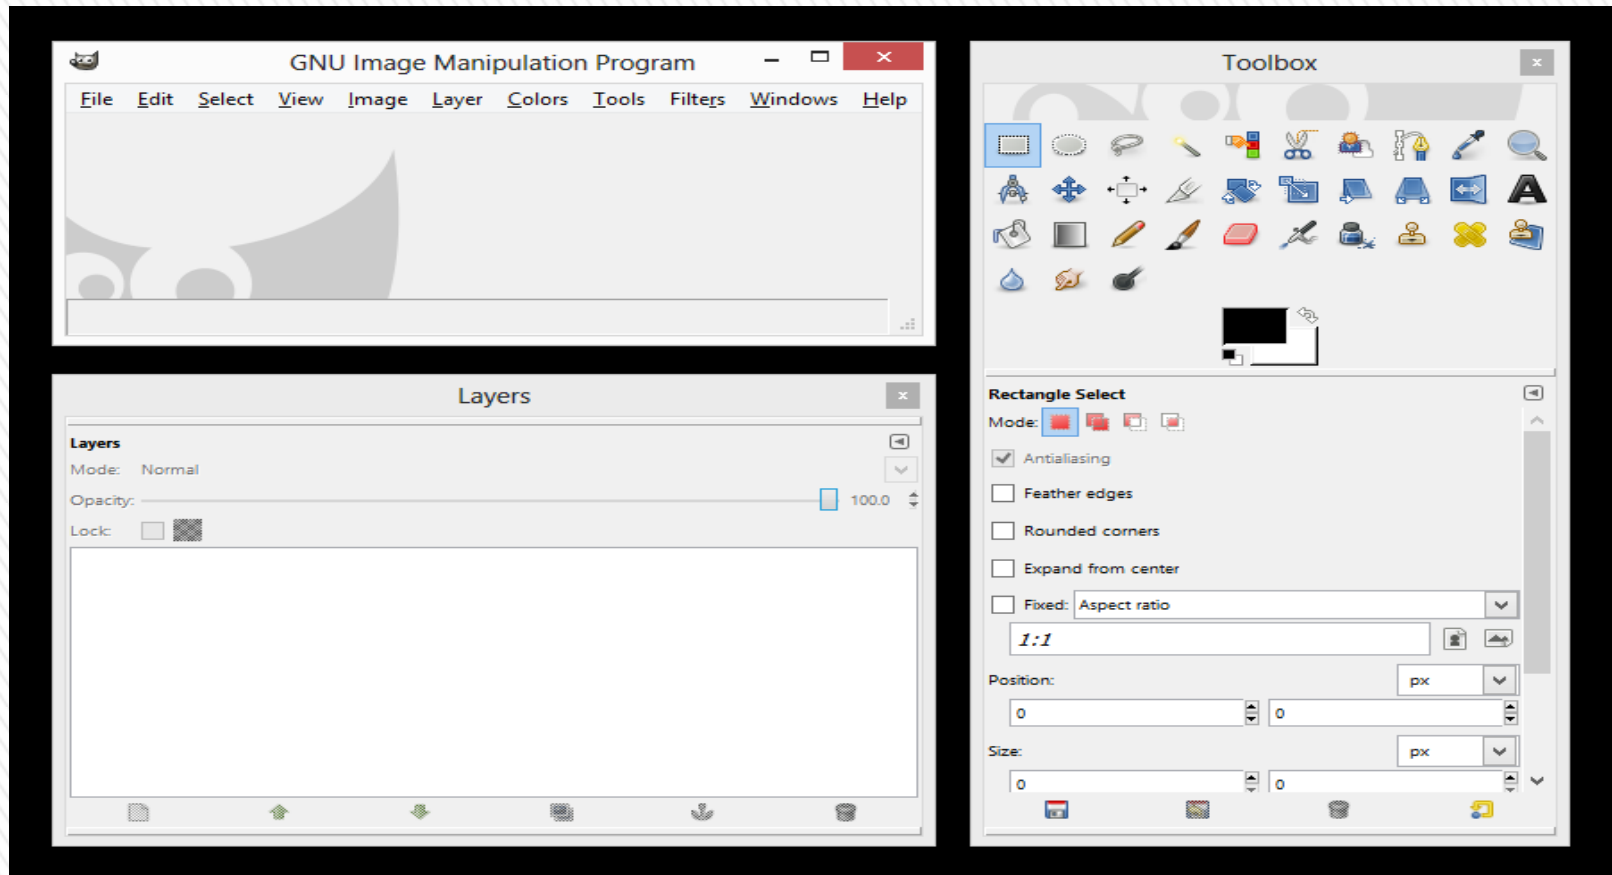 GNU Image Manipulation Program
File Edit Select View Image Layer Colors Tools Filters Windows Help
Layers
Layers
Mode: Normal
Opacity: 100.0
Lock:
Toolbox
Rectangle Select
Mode:
Antialiasing
Feather edges
Rounded corners
Expand from center
Fixed: Aspect ratio
1:1
Position: px
0 0
Size: px
0 0